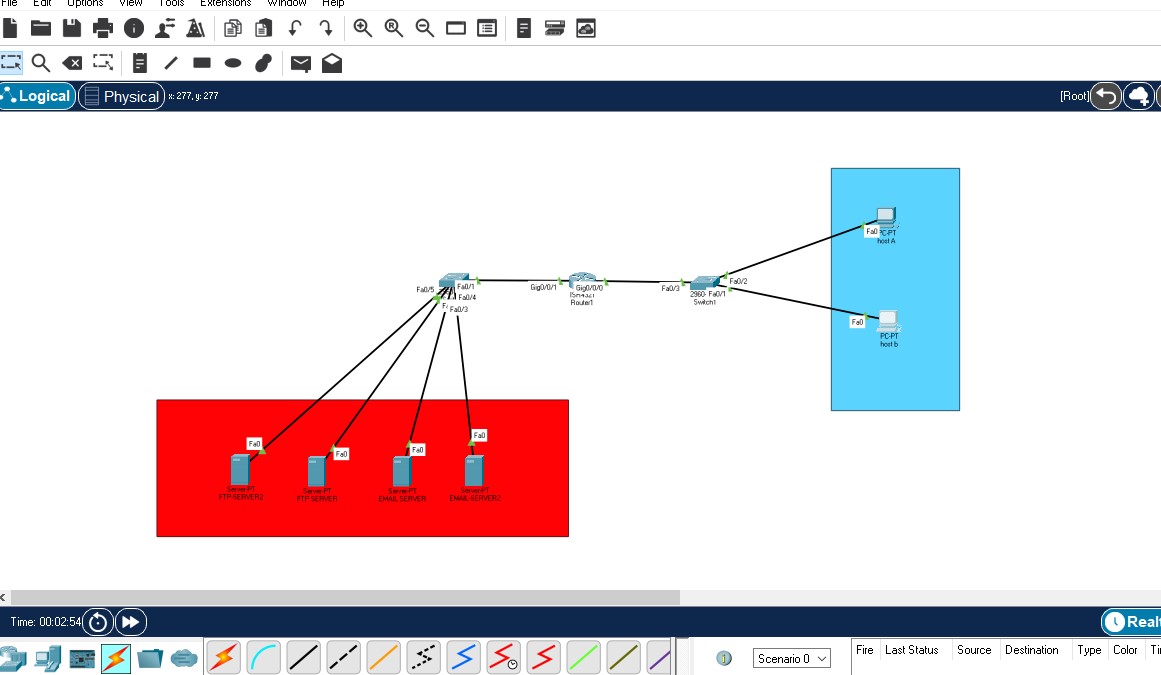 File Edit Options View Tools Extensions Window Help
Logical Physical x: 277, y: 277 [Root]
Fa0
PC-PT
host A
Fa0/5 Fa0/1
Fa0/4
Fa0/3
Gig0/0/1 Gig0/0/0
ISR4321
Router1
Fa0/3 Fa0/2
2960- Fa0/1
Switch1
Fa0
PC-PT
host b
Fa0 Fa0 Fa0 Fa0
Server-PT
FTP-SERVER2
Server-PT
FTP SERVER
Server-PT
EMAIL SERVER
Server-PT
EMAIL-SERVER2
Time: 00:02:54 Realt
Scenario 0
Fire Last Status Source Destination Type Color Ti